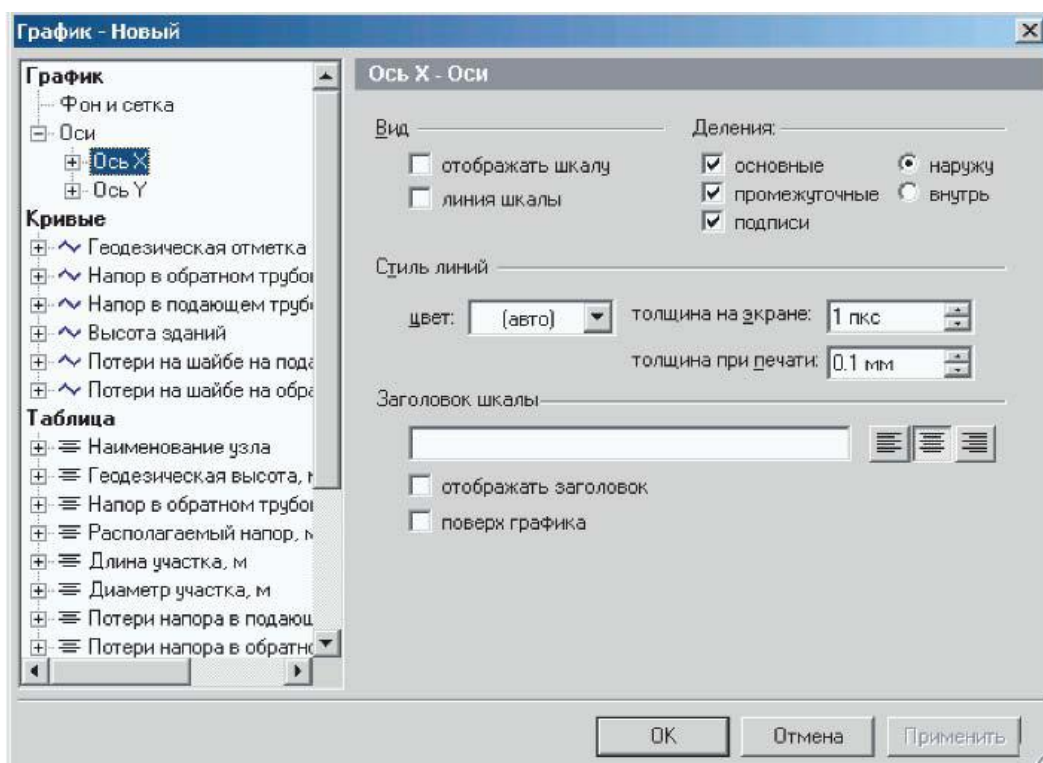 График - Новый
График
Фон и сетка
Оси
Ось X
Ось Y
Кривые
Геодезическая отметка
Напор в обратном трубо
Напор в подающем труб
Высота зданий
Потери на шайбе на пода
Потери на шайбе на обра
Таблица
Наименование узла
Геодезическая высота,
Напор в обратном трубо
Располагаемый напор, м
Длина участка, м
Диаметр участка, м
Потери напора в подающ
Потери напора в обратно
Ось X - Оси
Вид
отображать шкалу
линия шкалы
Деления:
основные
промежуточные
подписи
наружу
внутрь
Стиль линий
цвет: (авто)
толщина на экране: 1 пкс
толщина при печати: 0.1 мм
Заголовок шкалы
отображать заголовок
поверх графика
OK Отмена Применить